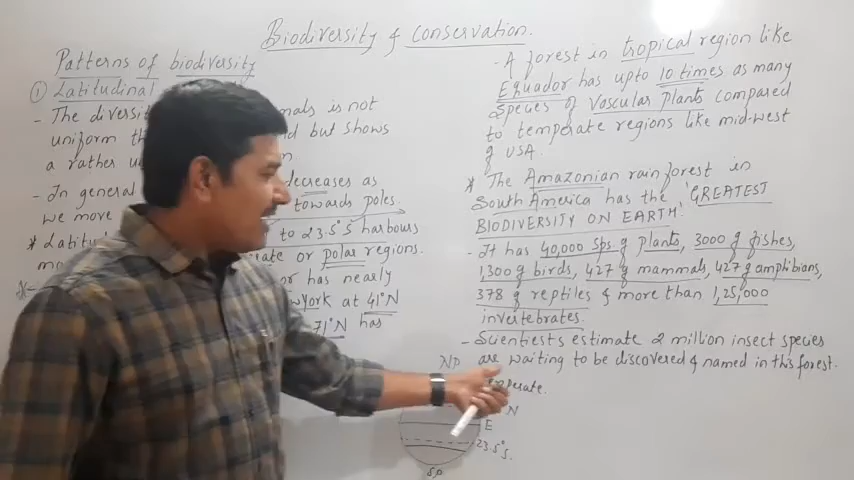 Biodiversity & conservation.
Patterns of biodiversity
① Latitudinal
- The diversi mals is not
uniform th nd but shows
a rather u n.
- In general decreases as
we move towards poles.
* Latitu to 23.5° S harbours
mo ate or polar regions.
or has nearly
york at 41°N
71°N has
- A forest in tropical region like
Equador has upto 10 times as many
species of vascular plants compared
to temperate regions like mid-west
of USA.
* The Amazonian rain forest in
South America has the 'GREATEST
BIODIVERSITY ON EARTH'.
- It has 40,000 sps. of plants, 3000 of fishes,
1,300 of birds, 427 of mammals, 427 of amphibians,
378 of reptiles & more than 1,25,000
invertebrates.
- Scientiests estimate 2 million insect species
are waiting to be discovered & named in this forest.
NP
emperate.
N
E
23.5°
S.
S.P